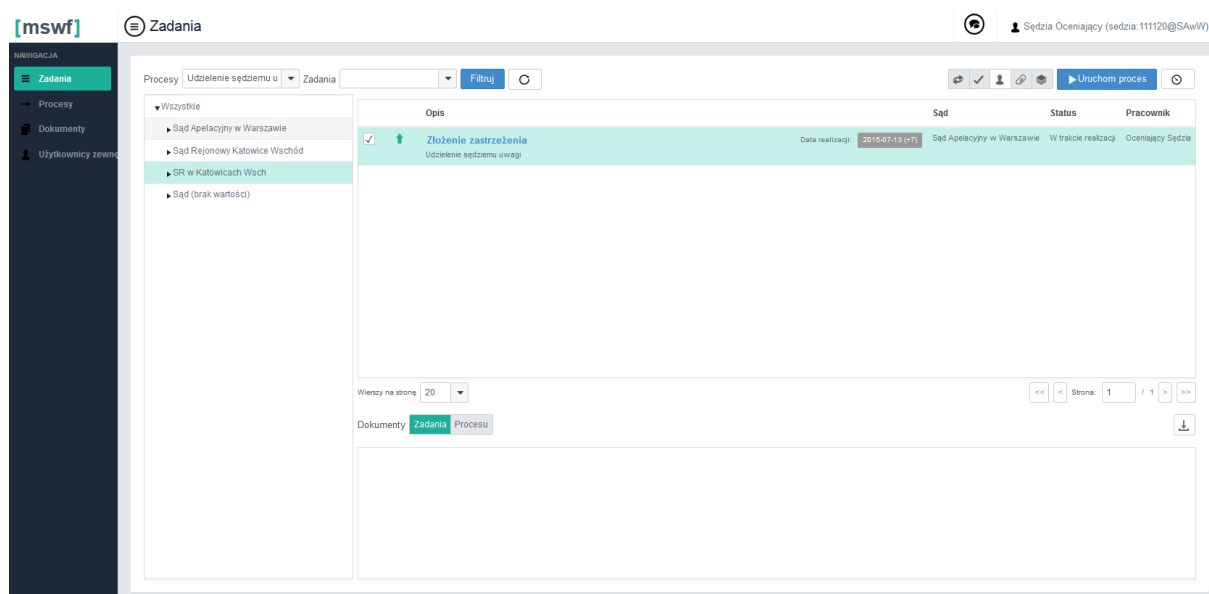 [mswf]
Zadania
Sędzia Oceniający (sedzia:111120@SAwW)
NAWIGACJA
Zadania
Procesy
Dokumenty
Użytkownicy zewnę
Procesy Udzielenie sędziemu u Zadania Filtruj Uruchom proces
Wszystkie
Sąd Apelacyjny w Warszawie
Sąd Rejonowy Katowice Wschód
SR w Katowicach Wsch
Sąd (brak wartości)
Opis Sąd Status Pracownik
Złożenie zastrzeżenia Data realizacji: 2015-07-13 (+7) Sąd Apelacyjny w Warszawie W trakcie realizacji Oceniający Sędzia
Udzielenie sędziemu uwagi
Wierszy na stronę 20 << < Strona: 1 / 1 > >>
Dokumenty Zadania Procesu